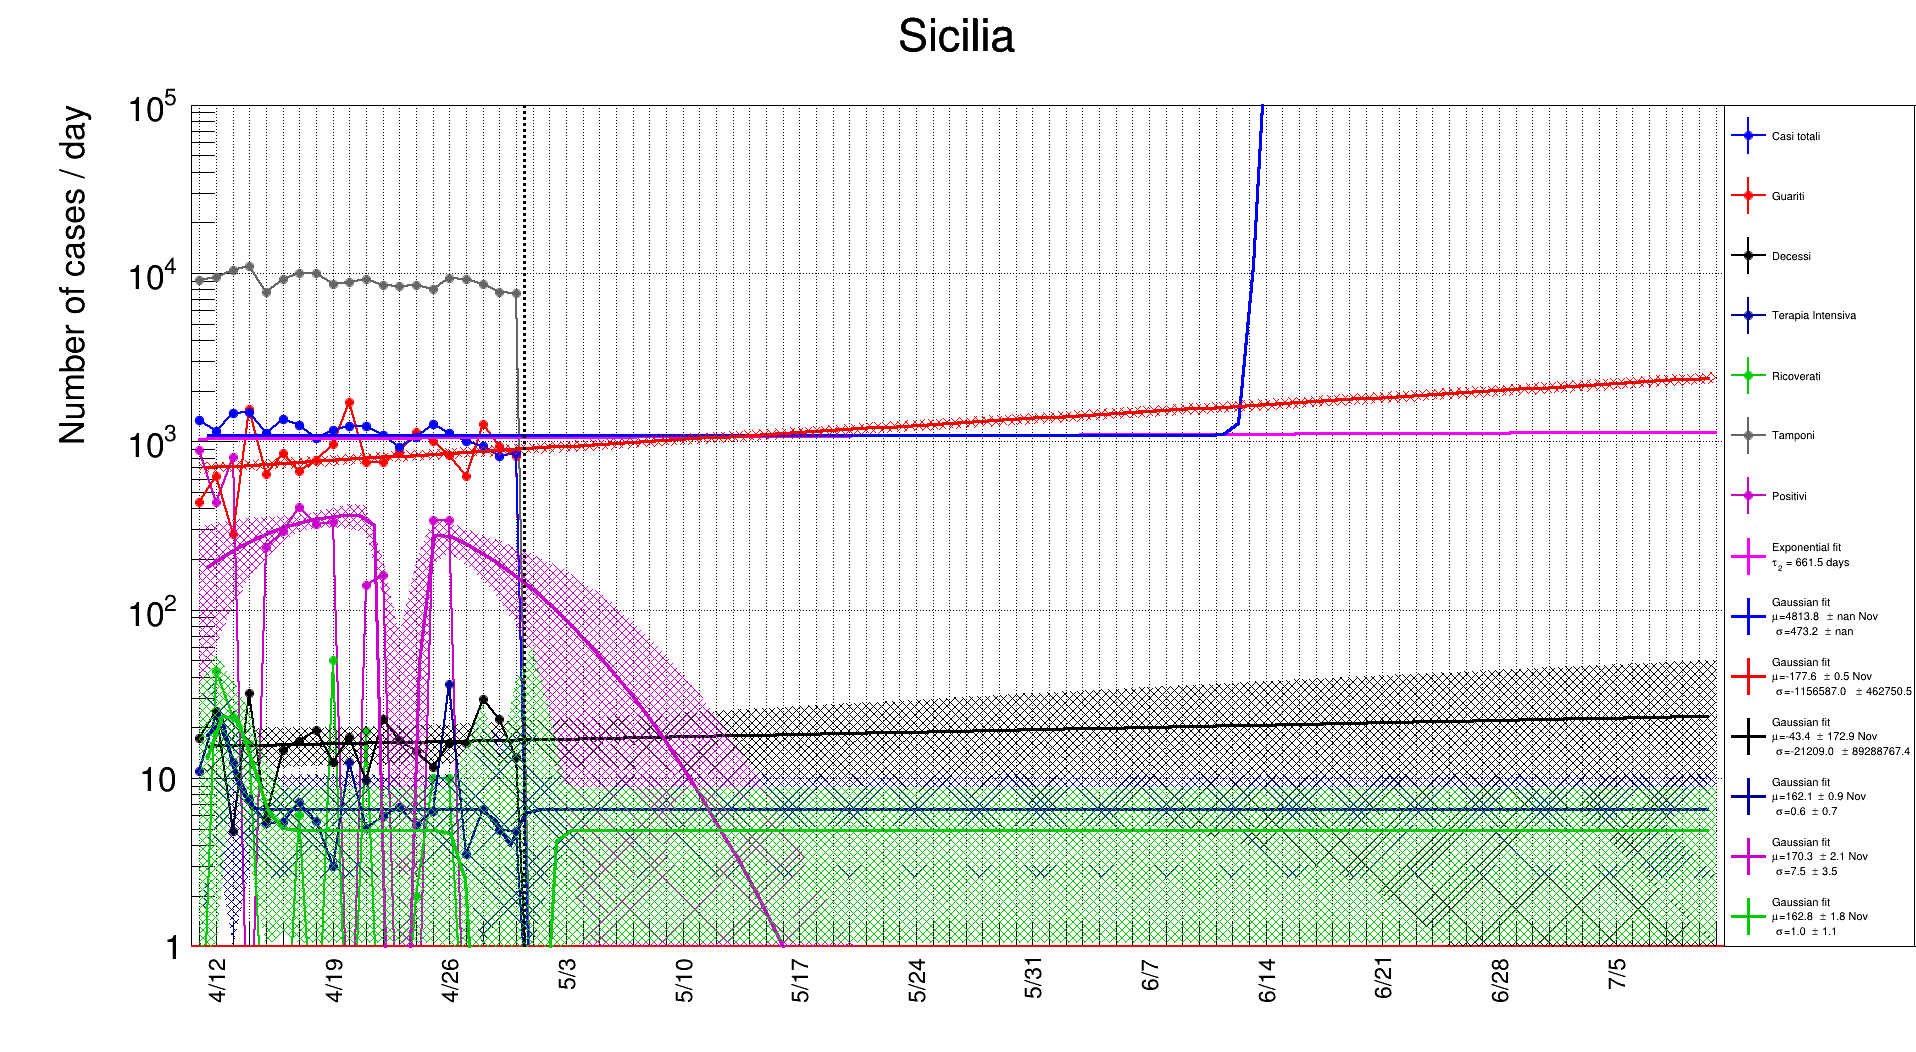 Sicilia
Number of cases / day
10^5
10^4
10^3
10^2
10
1
4/12
4/19
4/26
5/3
5/10
5/17
5/24
5/31
6/7
6/14
6/21
6/28
7/5
Casi totali
Guariti
Decessi
Terapia Intensiva
Ricoverati
Tamponi
Positivi
Exponential fit
τ2 = 661.5 days
Gaussian fit
μ=4813.8 ± nan Nov
σ=473.2 ± nan
Gaussian fit
μ=-177.6 ± 0.5 Nov
σ=-1156587.0 ± 462750.5
Gaussian fit
μ=-43.4 ± 172.9 Nov
σ=-21209.0 ± 89288767.4
Gaussian fit
μ=162.1 ± 0.9 Nov
σ=0.6 ± 0.7
Gaussian fit
μ=170.3 ± 2.1 Nov
σ=7.5 ± 3.5
Gaussian fit
μ=162.8 ± 1.8 Nov
σ=1.0 ± 1.1